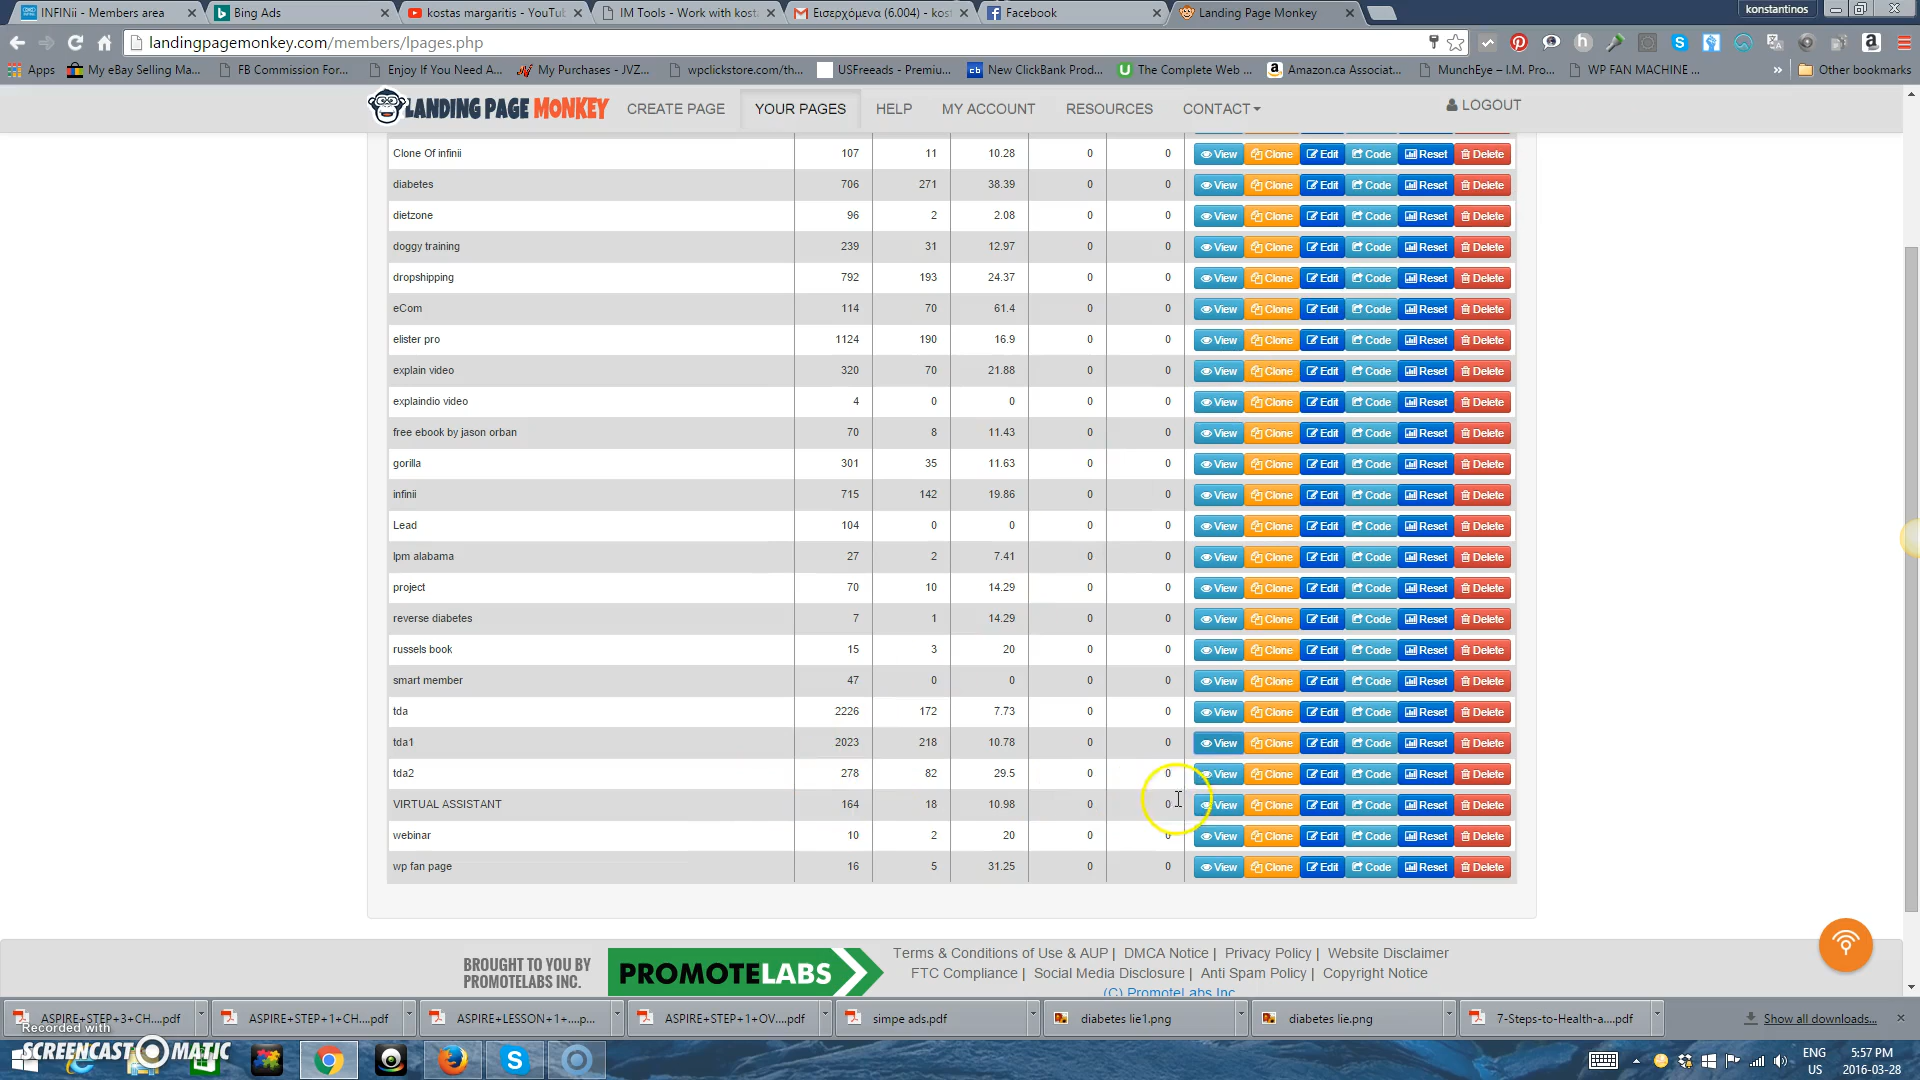 INFINii - Members area
Bing Ads
kostas margaritis - YouTu
IM Tools - Work with kost
Εισερχόμενα (6.004) - kos
Facebook
Landing Page Monkey
konstantinos
landingpagemonkey.com/members/lpages.php
Apps
My eBay Selling Ma...
FB Commission For...
Enjoy If You Need A...
My Purchases - JVZ...
wpclickstore.com/th...
USFreeads - Premiu...
New ClickBank Prod...
The Complete Web ...
Amazon.ca Associat...
MunchEye – I.M. Pro...
WP FAN MACHINE ...
Other bookmarks
LANDING PAGE MONKEY
CREATE PAGE
YOUR PAGES
HELP
MY ACCOUNT
RESOURCES
CONTACT
LOGOUT
Clone Of infinii 107 11 10.28 0 0 View Clone Edit Code Reset Delete
diabetes 706 271 38.39 0 0 View Clone Edit Code Reset Delete
dietzone 96 2 2.08 0 0 View Clone Edit Code Reset Delete
doggy training 239 31 12.97 0 0 View Clone Edit Code Reset Delete
dropshipping 792 193 24.37 0 0 View Clone Edit Code Reset Delete
eCom 114 70 61.4 0 0 View Clone Edit Code Reset Delete
elister pro 1124 190 16.9 0 0 View Clone Edit Code Reset Delete
explain video 320 70 21.88 0 0 View Clone Edit Code Reset Delete
explaindio video 4 0 0 0 0 View Clone Edit Code Reset Delete
free ebook by jason orban 70 8 11.43 0 0 View Clone Edit Code Reset Delete
gorilla 301 35 11.63 0 0 View Clone Edit Code Reset Delete
infinii 715 142 19.86 0 0 View Clone Edit Code Reset Delete
Lead 104 0 0 0 0 View Clone Edit Code Reset Delete
lpm alabama 27 2 7.41 0 0 View Clone Edit Code Reset Delete
project 70 10 14.29 0 0 View Clone Edit Code Reset Delete
reverse diabetes 7 1 14.29 0 0 View Clone Edit Code Reset Delete
russels book 15 3 20 0 0 View Clone Edit Code Reset Delete
smart member 47 0 0 0 0 View Clone Edit Code Reset Delete
tda 2226 172 7.73 0 0 View Clone Edit Code Reset Delete
tda1 2023 218 10.78 0 0 View Clone Edit Code Reset Delete
tda2 278 82 29.5 0 0 View Clone Edit Code Reset Delete
VIRTUAL ASSISTANT 164 18 10.98 0 0 View Clone Edit Code Reset Delete
webinar 10 2 20 0 0 View Clone Edit Code Reset Delete
wp fan page 16 5 31.25 0 0 View Clone Edit Code Reset Delete
BROUGHT TO YOU BY
PROMOTELABS INC.
PROMOTELABS
Terms & Conditions of Use & AUP | DMCA Notice | Privacy Policy | Website Disclaimer
FTC Compliance | Social Media Disclosure | Anti Spam Policy | Copyright Notice
(C) PromoteLabs Inc
ASPIRE+STEP+3+CH....pdf
ASPIRE+STEP+1+CH....pdf
ASPIRE+LESSON+1+....p...
ASPIRE+STEP+1+OV....pdf
simpe ads.pdf
diabetes lie1.png
diabetes lie.png
7-Steps-to-Health-a....pdf
Show all downloads...
Recorded with
SCREENCAST MATIC
ENG
US
5:57 PM
2016-03-28